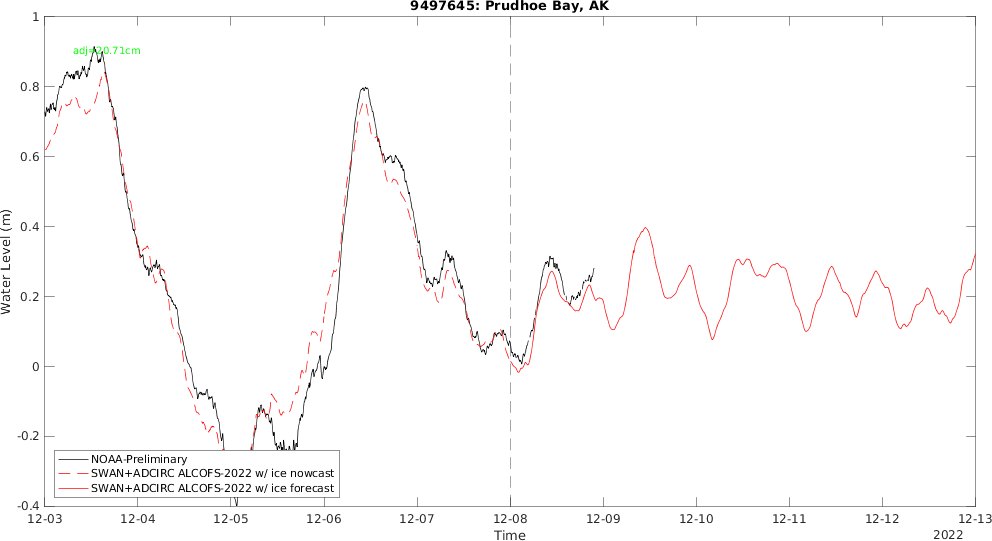 9497645: Prudhoe Bay, AK
adj=20.71cm
1
0.8
0.6
0.4
0.2
0
-0.2
-0.4
Water Level (m)
NOAA-Preliminary
SWAN+ADCIRC ALCOFS-2022 w/ ice nowcast
SWAN+ADCIRC ALCOFS-2022 w/ ice forecast
12-03 12-04 12-05 12-06 12-07 12-08 12-09 12-10 12-11 12-12 12-13
Time
2022